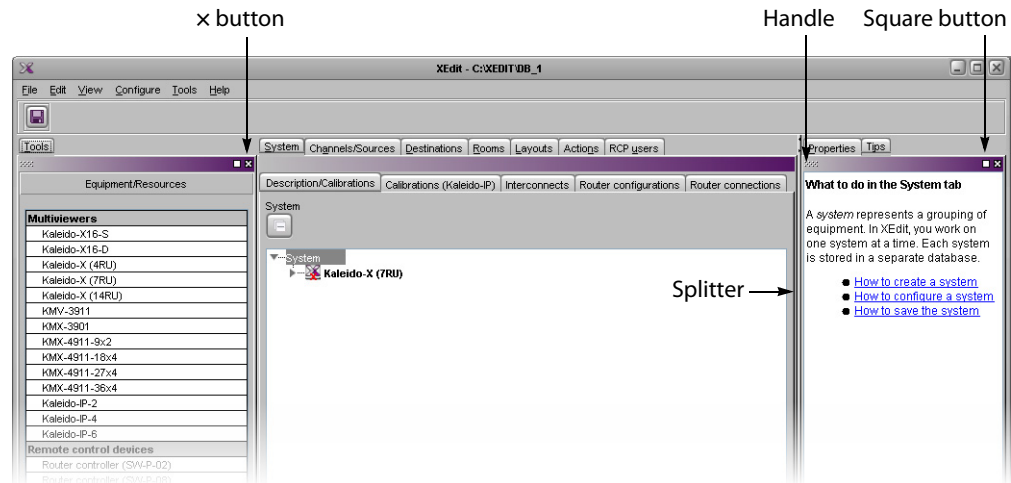 × button
Handle
Square button
XEdit - C:\XEDIT\DB_1
File Edit View Configure Tools Help
Tools
System Channels/Sources Destinations Rooms Layouts Actions RCP users
Properties Tips
Equipment/Resources
Description/Calibrations Calibrations (Kaleido-IP) Interconnects Router configurations Router connections
What to do in the System tab
System
A system represents a grouping of
equipment. In XEdit, you work on
one system at a time. Each system
is stored in a separate database.
How to create a system
How to configure a system
How to save the system
Multiviewers
Kaleido-X16-S
Kaleido-X16-D
Kaleido-X (4RU)
Kaleido-X (7RU)
Kaleido-X (14RU)
KMV-3911
KMX-3901
KMX-4911-9x2
KMX-4911-18x4
KMX-4911-27x4
KMX-4911-36x4
Kaleido-IP-2
Kaleido-IP-4
Kaleido-IP-6
Remote control devices
Router controller (SW-P-02)
Router controller (SW-P-08)
System
Kaleido-X (7RU)
Splitter